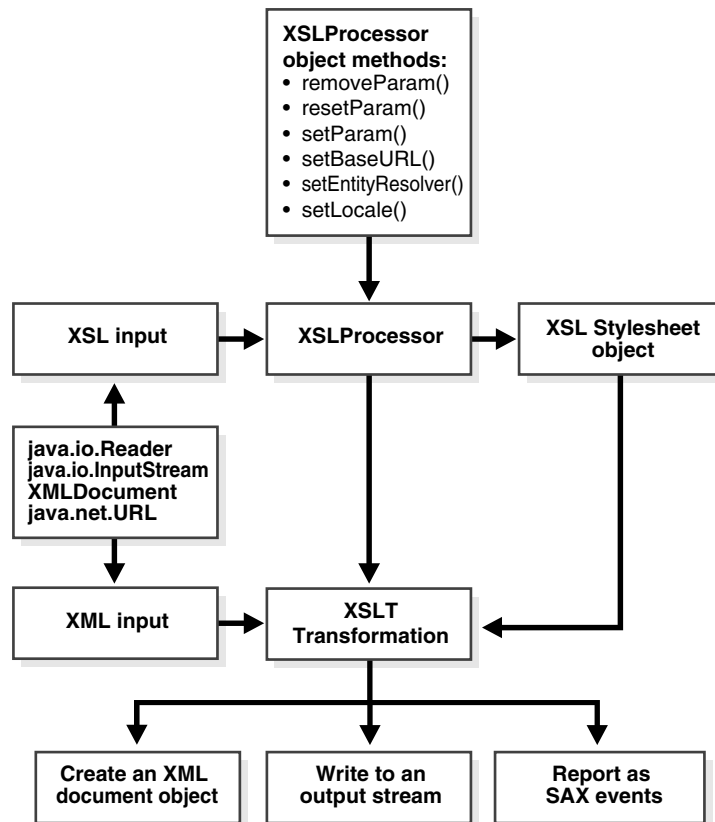 XSLProcessor
object methods:
• removeParam()
• resetParam()
• setParam()
• setBaseURL()
• setEntityResolver()
• setLocale()
XSL input
XSLProcessor
XSL Stylesheet
object
java.io.Reader
java.io.InputStream
XMLDocument
java.net.URL
XML input
XSLT
Transformation
Create an XML
document object
Write to an
output stream
Report as
SAX events